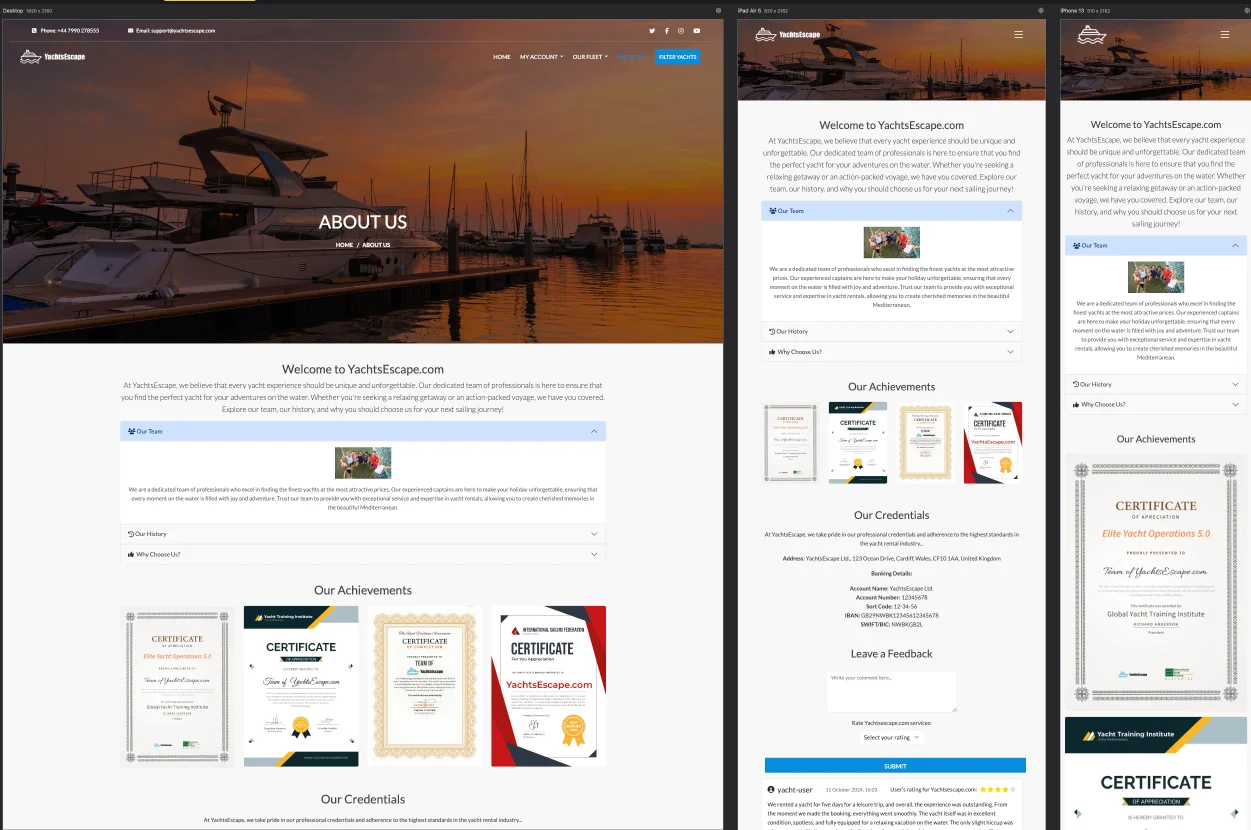 Desktop 1920 x 2160
Phone: +44 7990 278555
Email: support@yachtsescape.com
YachtsEscape
HOME
MY ACCOUNT
OUR FLEET
ABOUT US
FILTER YACHTS
ABOUT US
HOME / ABOUT US
Welcome to YachtsEscape.com
At YachtsEscape, we believe that every yacht experience should be unique and unforgettable. Our dedicated team of professionals is here to ensure that
you find the perfect yacht for your adventures on the water. Whether you're seeking a relaxing getaway or an action-packed voyage, we have you covered.
Explore our team, our history, and why you should choose us for your next sailing journey!
Our Team
We are a dedicated team of professionals who excel in finding the finest yachts at the most attractive prices. Our experienced captains are here to make your holiday unforgettable, ensuring that
every moment on the water is filled with joy and adventure. Trust our team to provide you with exceptional service and expertise in yacht rentals, allowing you to create cherished memories in
the beautiful Mediterranean.
Our History
Why Choose Us?
Our Achievements
CERTIFICATE
OF APPRECIATION
Elite Yacht Operations 5.0
Team of YachtsEscape.com
Global Yacht Training Institute
Yacht Training Institute
CERTIFICATE
OF APPRECIATION
IS HEREBY GRANTED TO
Team of YachtsEscape.com
CERTIFICATE
OF COMPLETION
TEAM OF
YachtsEscape
INTERNATIONAL SAILING FEDERATION
CERTIFICATE
For You Appreciation
YachtsEscape.com
Our Credentials
At YachtsEscape, we take pride in our professional credentials and adherence to the highest standards in the yacht rental industry...
iPad Air 5 820 x 2182
YachtsEscape
Welcome to YachtsEscape.com
At YachtsEscape, we believe that every yacht experience should be unique and
unforgettable. Our dedicated team of professionals is here to ensure that you find
the perfect yacht for your adventures on the water. Whether you're seeking a
relaxing getaway or an action-packed voyage, we have you covered. Explore our
team, our history, and why you should choose us for your next sailing journey!
Our Team
We are a dedicated team of professionals who excel in finding the finest yachts at the most attractive
prices. Our experienced captains are here to make your holiday unforgettable, ensuring that every
moment on the water is filled with joy and adventure. Trust our team to provide you with exceptional
service and expertise in yacht rentals, allowing you to create cherished memories in the beautiful
Mediterranean.
Our History
Why Choose Us?
Our Achievements
CERTIFICATE
Elite Yacht Operations 5.0
CERTIFICATE
Team of YachtsEscape.com
CERTIFICATE
CERTIFICATE
YachtsEscape.com
Our Credentials
At YachtsEscape, we take pride in our professional credentials and adherence to the highest standards in
the yacht rental industry...
Address: YachtsEscape Ltd., 123 Ocean Drive, Cardiff, Wales, CF10 1AA, United Kingdom
Banking Details:
Account Name: YachtsEscape Ltd.
Account Number: 12345678
Sort Code: 12-34-56
IBAN: GB29NWBK12345612345678
SWIFT/BIC: NWBKGB2L
Leave a Feedback
Write your comment here...
Rate Yachtsescape.com services:
Select your rating
SUBMIT
yacht-user
11 October 2024, 16:03
User's rating for Yachtsescape.com:
We rented a yacht for five days for a leisure trip, and overall, the experience was outstanding. From
the moment we made the booking, everything went smoothly. The yacht itself was in excellent
condition, spotless, and fully equipped for a relaxing vacation on the water. The only slight hiccup was
iPhone 13 510 x 2182
Welcome to YachtsEscape.com
At YachtsEscape, we believe that every yacht experience
should be unique and unforgettable. Our dedicated team
of professionals is here to ensure that you find the
perfect yacht for your adventures on the water. Whether
you're seeking a relaxing getaway or an action-packed
voyage, we have you covered. Explore our team, our
history, and why you should choose us for your next
sailing journey!
Our Team
We are a dedicated team of professionals who excel in finding the
finest yachts at the most attractive prices. Our experienced captains
are here to make your holiday unforgettable, ensuring that every
moment on the water is filled with joy and adventure. Trust our team
to provide you with exceptional service and expertise in yacht
rentals, allowing you to create cherished memories in the beautiful
Mediterranean.
Our History
Why Choose Us?
Our Achievements
CERTIFICATE
OF APPRECIATION
Elite Yacht Operations 5.0
PROUDLY PRESENTED TO
Team of YachtsEscape.com
This certificate was awarded by
Global Yacht Training Institute
RICHARD ANDERSON
President
Yacht Training Institute
CERTIFICATE
OF APPRECIATION
IS HEREBY GRANTED TO